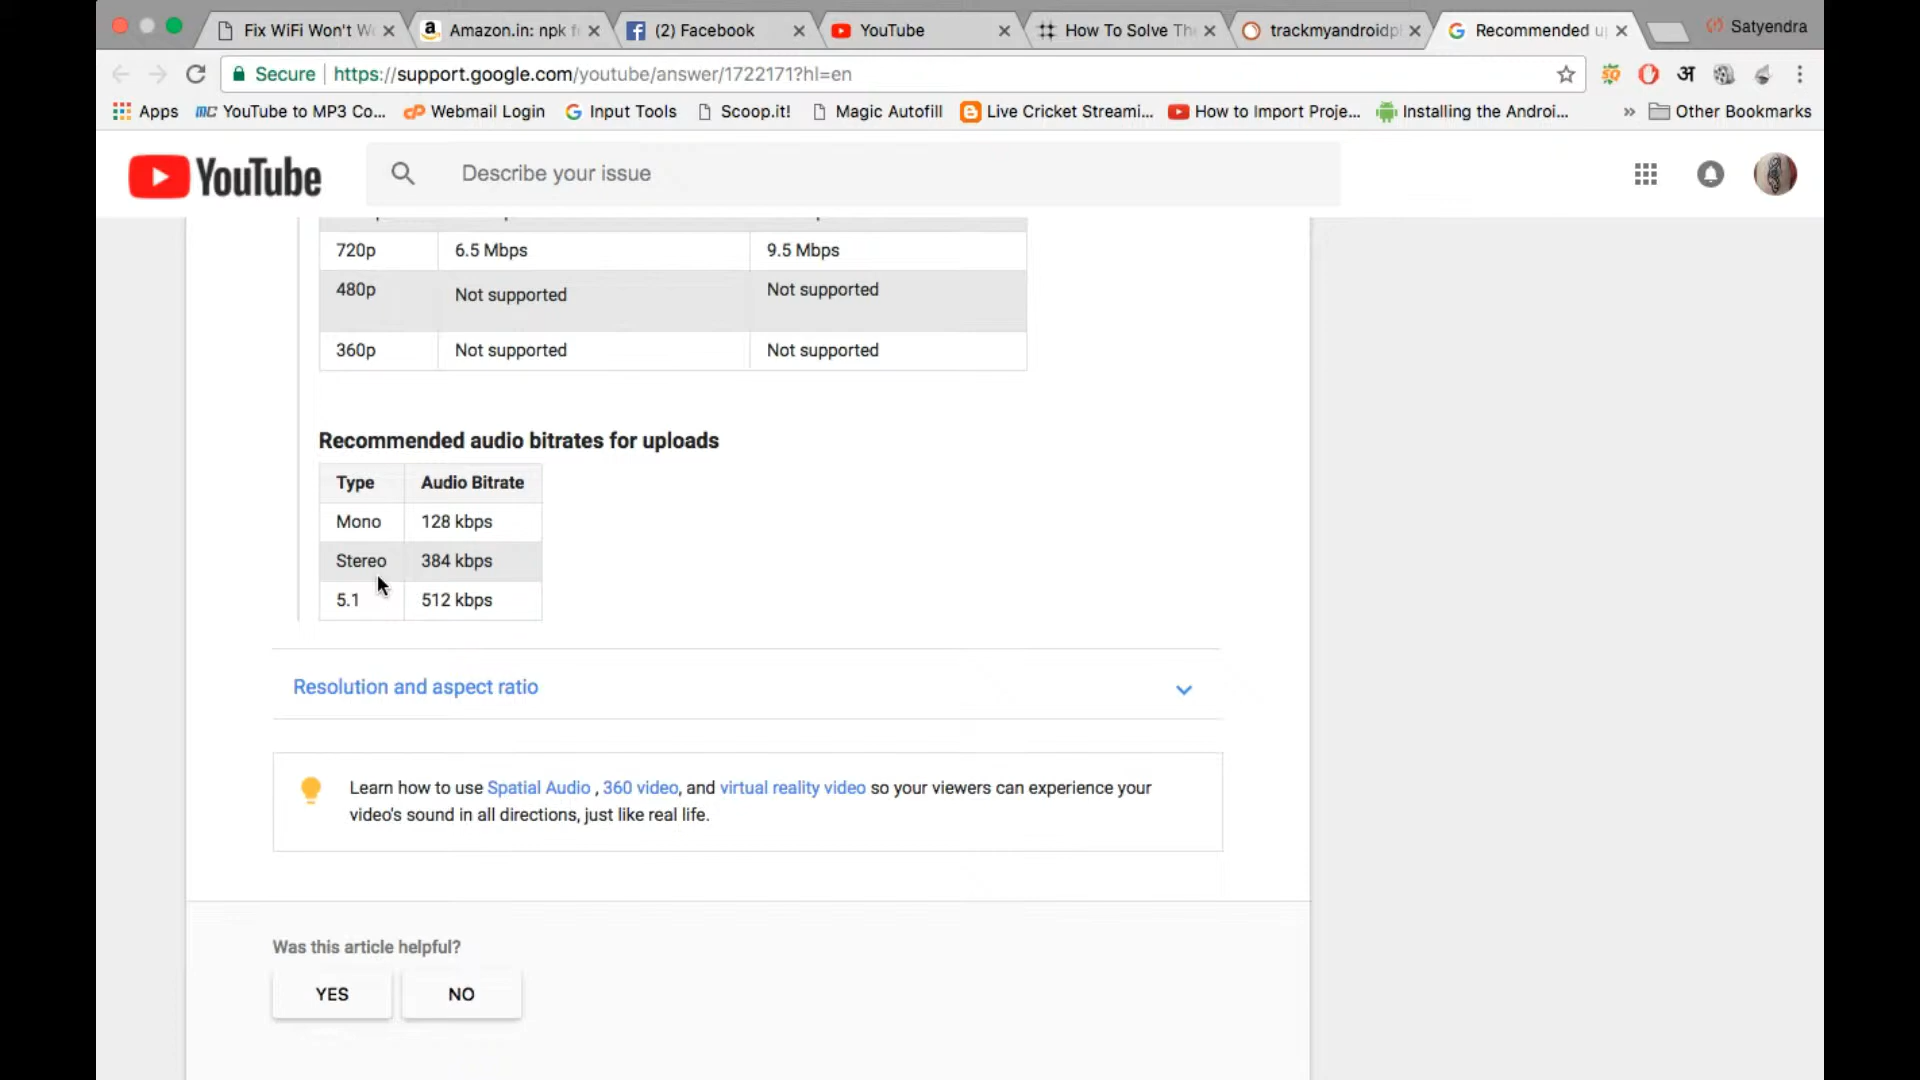 Fix WiFi Won't W
Amazon.in: npk f
(2) Facebook
YouTube
How To Solve Th
trackmyandroidp
Recommended u
Satyendra
Secure
https://support.google.com/youtube/answer/1722171?hl=en
Apps
YouTube to MP3 Co...
Webmail Login
Input Tools
Scoop.it!
Magic Autofill
Live Cricket Streami...
How to Import Proje...
Installing the Androi...
» Other Bookmarks
YouTube
Describe your issue
720p 6.5 Mbps 9.5 Mbps
480p Not supported Not supported
360p Not supported Not supported
Recommended audio bitrates for uploads
Type Audio Bitrate
Mono 128 kbps
Stereo 384 kbps
5.1 512 kbps
Resolution and aspect ratio
Learn how to use Spatial Audio , 360 video, and virtual reality video so your viewers can experience your
video's sound in all directions, just like real life.
Was this article helpful?
YES NO